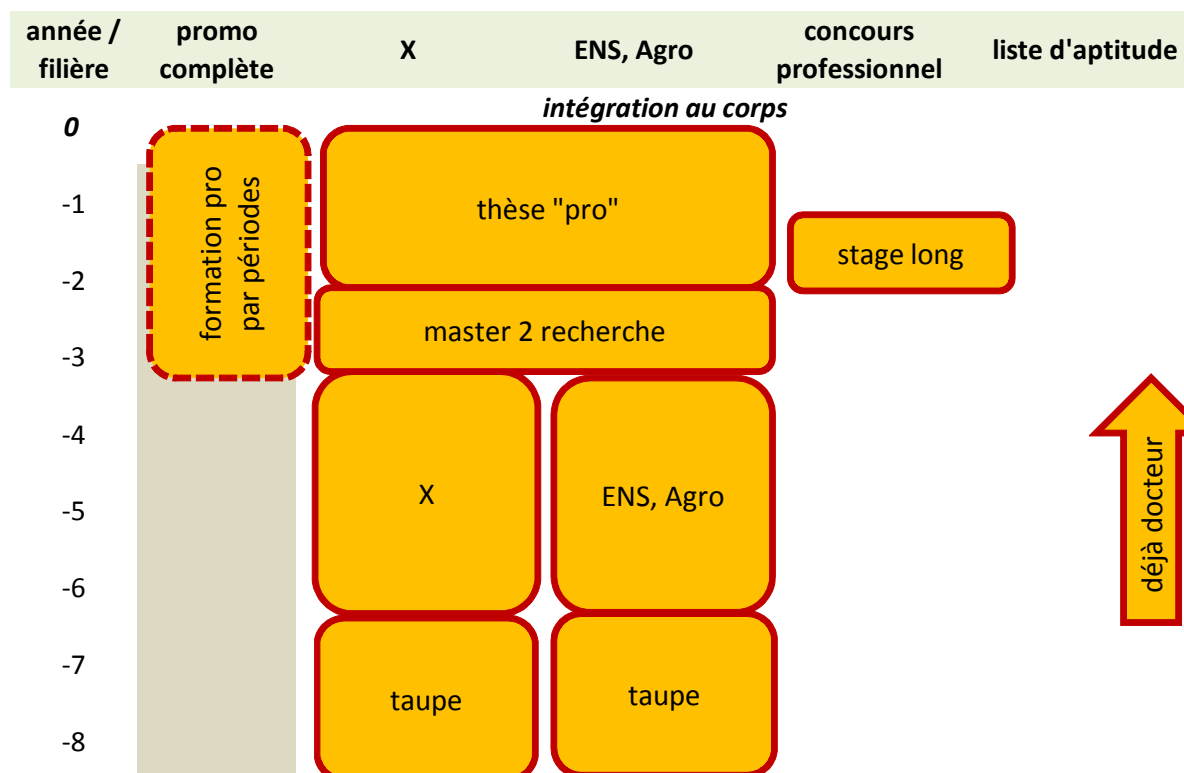 année /
filière
promo
complète
X
ENS, Agro
concours
professionnel
liste d'aptitude
intégration au corps
0
-1
-2
-3
-4
-5
-6
-7
-8
formation pro
par périodes
thèse "pro"
stage long
master 2 recherche
X
ENS, Agro
déjà docteur
taupe
taupe